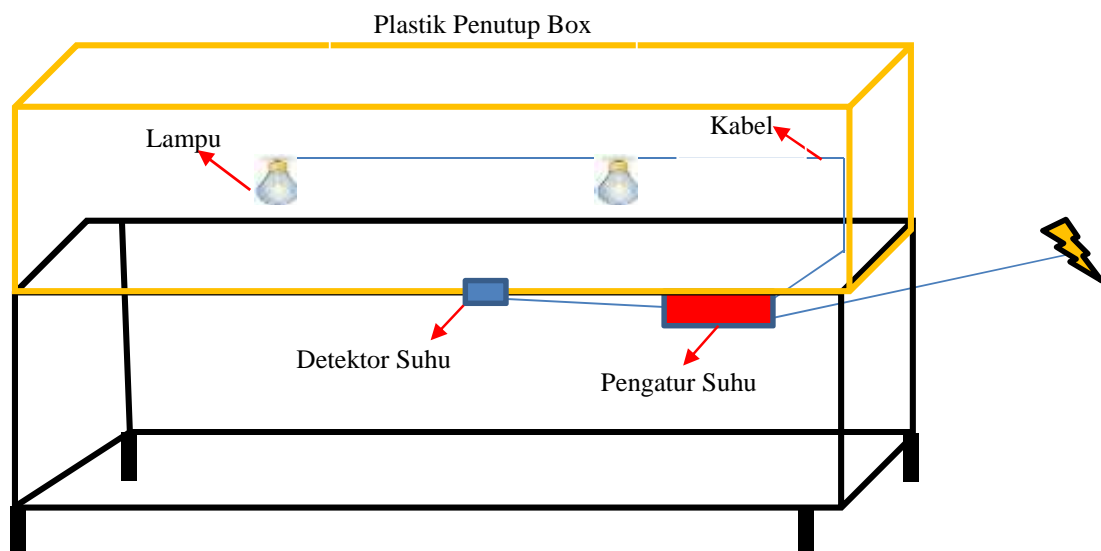 Plastik Penutup Box
Kabel
Lampu
Detektor Suhu
Pengatur Suhu